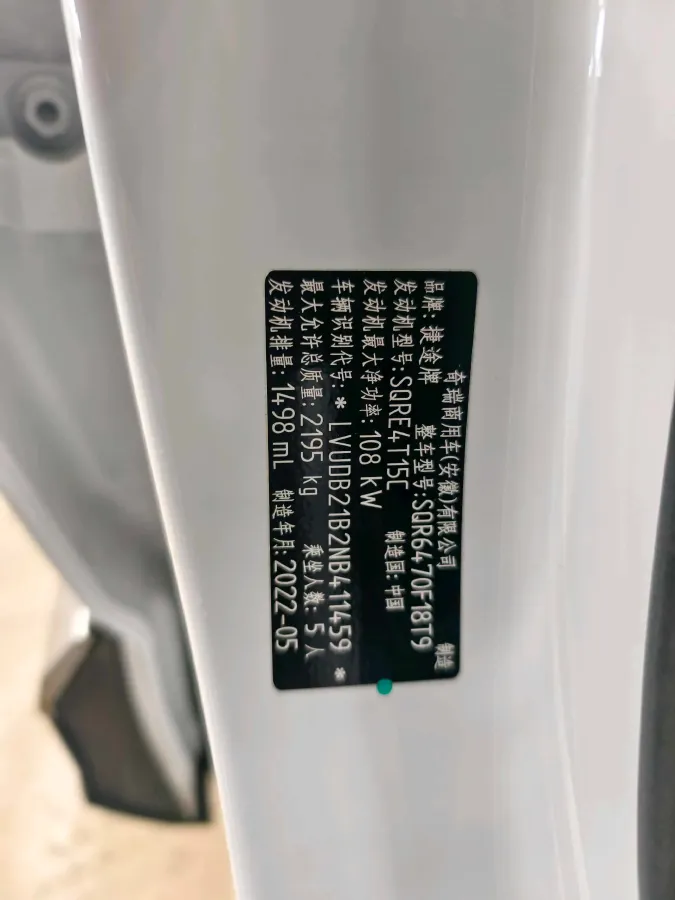 奇瑞商用车(安徽)有限公司 制造
品牌: 捷途牌 整车型号:SQR6470F18T9
发动机型号:SQRE4T15C 制造国: 中国
发动机最大净功率: 108 kW
车辆识别代号: * LVUDB21B2NB411459 *
最大允许总质量: 2195 kg 乘坐人数: 5 人
发动机排量: 1498 mL 制造年月:2022-05